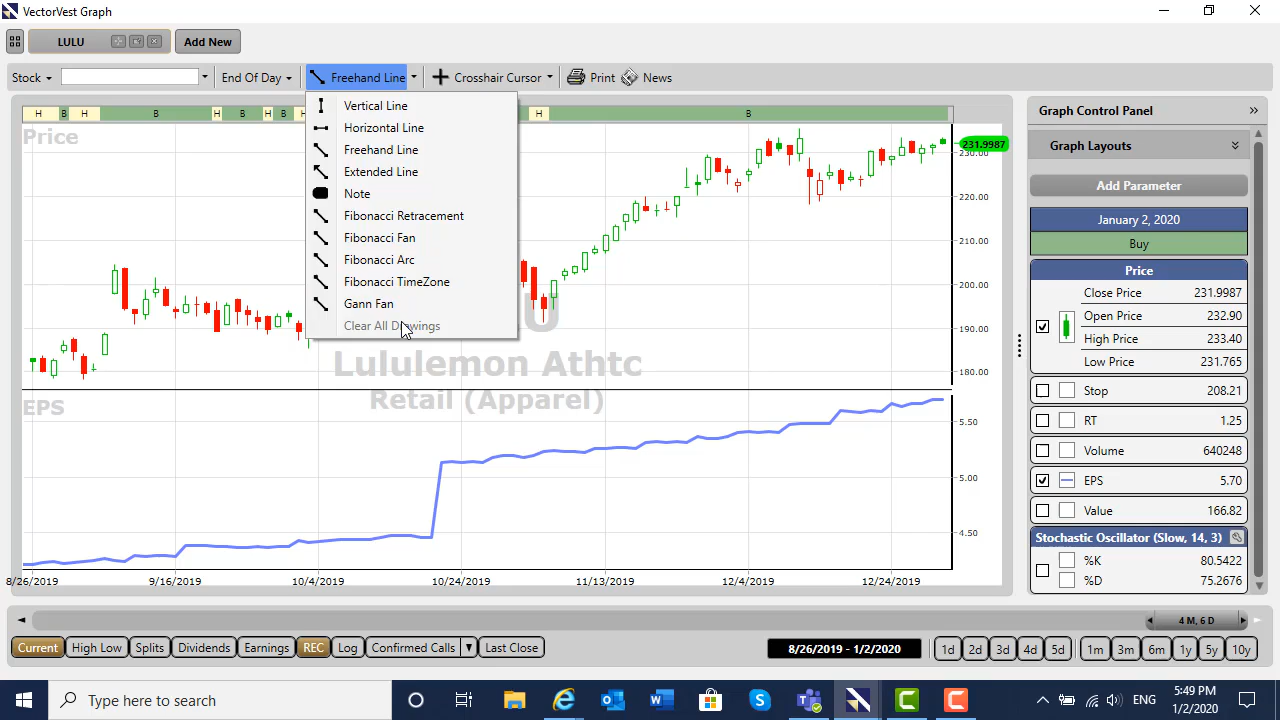 VectorVest Graph
LULU
Add New
Stock
End Of Day
Freehand Line
Crosshair Cursor
Print
News
H B H B H B H B H H B
Price
Vertical Line
Horizontal Line
Freehand Line
Extended Line
Note
Fibonacci Retracement
Fibonacci Fan
Fibonacci Arc
Fibonacci TimeZone
Gann Fan
Clear All Drawings
U
Lululemon Athtc
Retail (Apparel)
EPS
231.9987
230.00
220.00
210.00
200.00
190.00
180.00
5.50
5.00
4.50
8/26/2019 9/16/2019 10/4/2019 10/24/2019 11/13/2019 12/4/2019 12/24/2019
Graph Control Panel
Graph Layouts
Add Parameter
January 2, 2020
Buy
Price
Close Price 231.9987
Open Price 232.90
High Price 233.40
Low Price 231.765
Stop 208.21
RT 1.25
Volume 640248
EPS 5.70
Value 166.82
Stochastic Oscillator (Slow, 14, 3)
%K 80.5422
%D 75.2676
4 M, 6 D
Current High Low Splits Dividends Earnings REC Log Confirmed Calls Last Close
8/26/2019 - 1/2/2020
1d 2d 3d 4d 5d 1m 3m 6m 1y 5y 10y
Type here to search
ENG
5:49 PM
1/2/2020